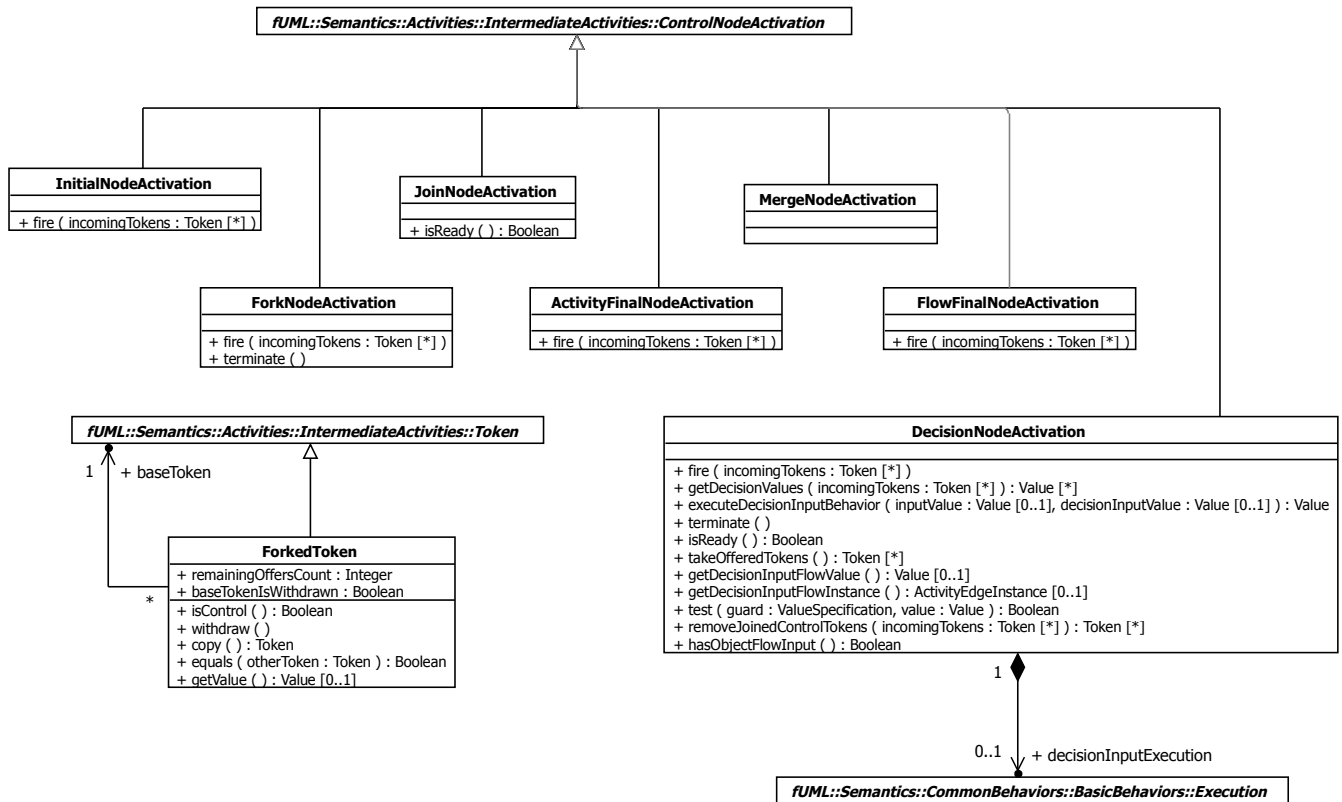 fUML::Semantics::Activities::IntermediateActivities::ControlNodeActivation
InitialNodeActivation
+ fire ( incomingTokens : Token [*] )
JoinNodeActivation
+ isReady ( ) : Boolean
MergeNodeActivation
ForkNodeActivation
+ fire ( incomingTokens : Token [*] )
+ terminate ( )
ActivityFinalNodeActivation
+ fire ( incomingTokens : Token [*] )
FlowFinalNodeActivation
+ fire ( incomingTokens : Token [*] )
fUML::Semantics::Activities::IntermediateActivities::Token
1
+ baseToken
ForkedToken
+ remainingOffersCount : Integer
+ baseTokenIsWithdrawn : Boolean
+ isControl ( ) : Boolean
+ withdraw ( )
+ copy ( ) : Token
+ equals ( otherToken : Token ) : Boolean
+ getValue ( ) : Value [0..1]
*
DecisionNodeActivation
+ fire ( incomingTokens : Token [*] )
+ getDecisionValues ( incomingTokens : Token [*] ) : Value [*]
+ executeDecisionInputBehavior ( inputValue : Value [0..1], decisionInputValue : Value [0..1] ) : Value
+ terminate ( )
+ isReady ( ) : Boolean
+ takeOfferedTokens ( ) : Token [*]
+ getDecisionInputFlowValue ( ) : Value [0..1]
+ getDecisionInputFlowInstance ( ) : ActivityEdgeInstance [0..1]
+ test ( guard : ValueSpecification, value : Value ) : Boolean
+ removeJoinedControlTokens ( incomingTokens : Token [*] ) : Token [*]
+ hasObjectFlowInput ( ) : Boolean
1
0..1
+ decisionInputExecution
fUML::Semantics::CommonBehaviors::BasicBehaviors::Execution